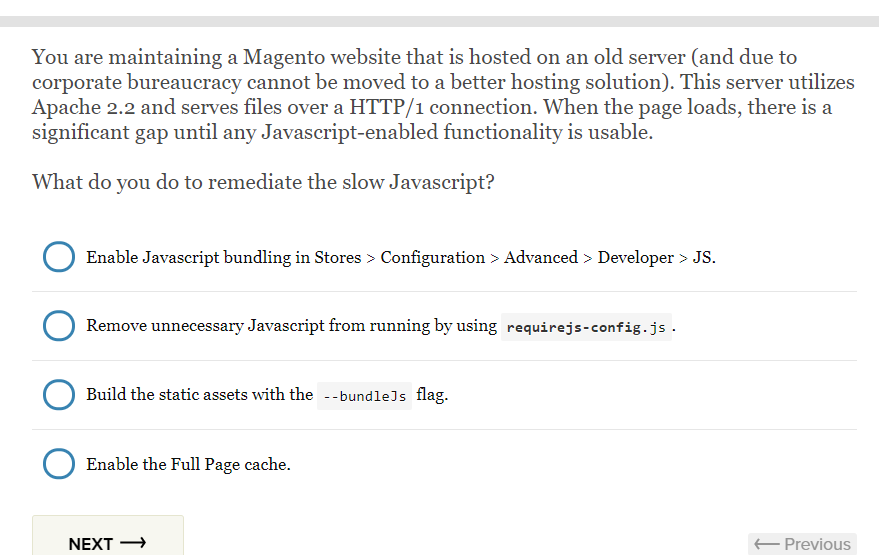 You are maintaining a Magento website that is hosted on an old server (and due to
corporate bureaucracy cannot be moved to a better hosting solution). This server utilizes
Apache 2.2 and serves files over a HTTP/1 connection. When the page loads, there is a
significant gap until any Javascript-enabled functionality is usable.
What do you do to remediate the slow Javascript?
Enable Javascript bundling in Stores > Configuration > Advanced > Developer > JS.
Remove unnecessary Javascript from running by using requirejs-config.js .
Build the static assets with the --bundleJs flag.
Enable the Full Page cache.
NEXT →
← Previous